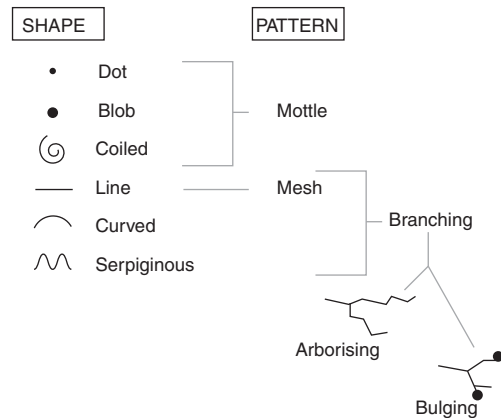 SHAPE PATTERN
Dot
Blob Mottle
Coiled
Line Mesh
Curved Branching
Serpiginous
Arborising
Bulging